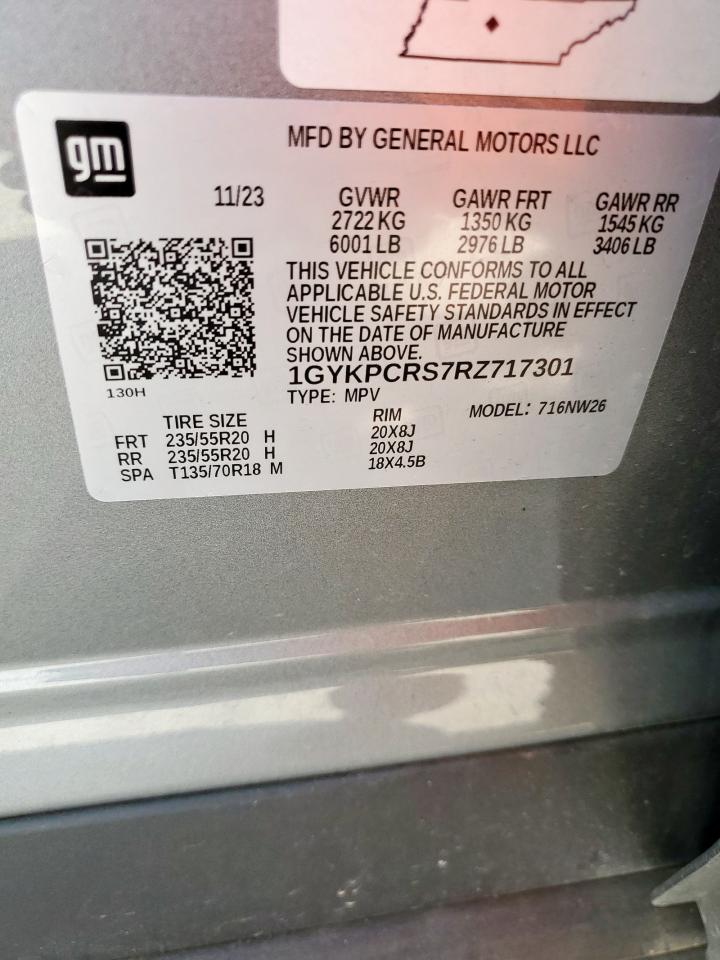 gm
MFD BY GENERAL MOTORS LLC
11/23 GVWR GAWR FRT GAWR RR
2722 KG 1350 KG 1545 KG
6001 LB 2976 LB 3406 LB
THIS VEHICLE CONFORMS TO ALL
APPLICABLE U.S. FEDERAL MOTOR
VEHICLE SAFETY STANDARDS IN EFFECT
ON THE DATE OF MANUFACTURE
SHOWN ABOVE.
1GYKPCRS7RZ717301
130H
TYPE: MPV MODEL: 716NW26
TIRE SIZE RIM
FRT 235/55R20 H 20X8J
RR 235/55R20 H 20X8J
SPA T135/70R18 M 18X4.5B